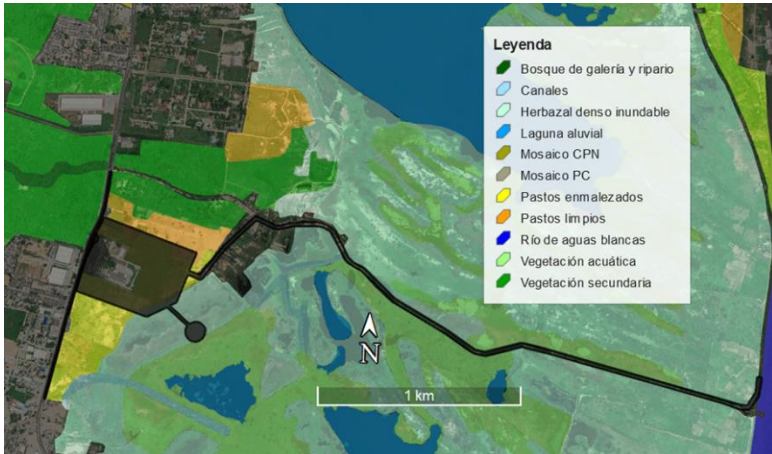 Leyenda
Bosque de galería y ripario
Canales
Herbazal denso inundable
Laguna aluvial
Mosaico CPN
Mosaico PC
Pastos enmalezados
Pastos limpios
Río de aguas blancas
Vegetación acuática
Vegetación secundaria
N
1 km